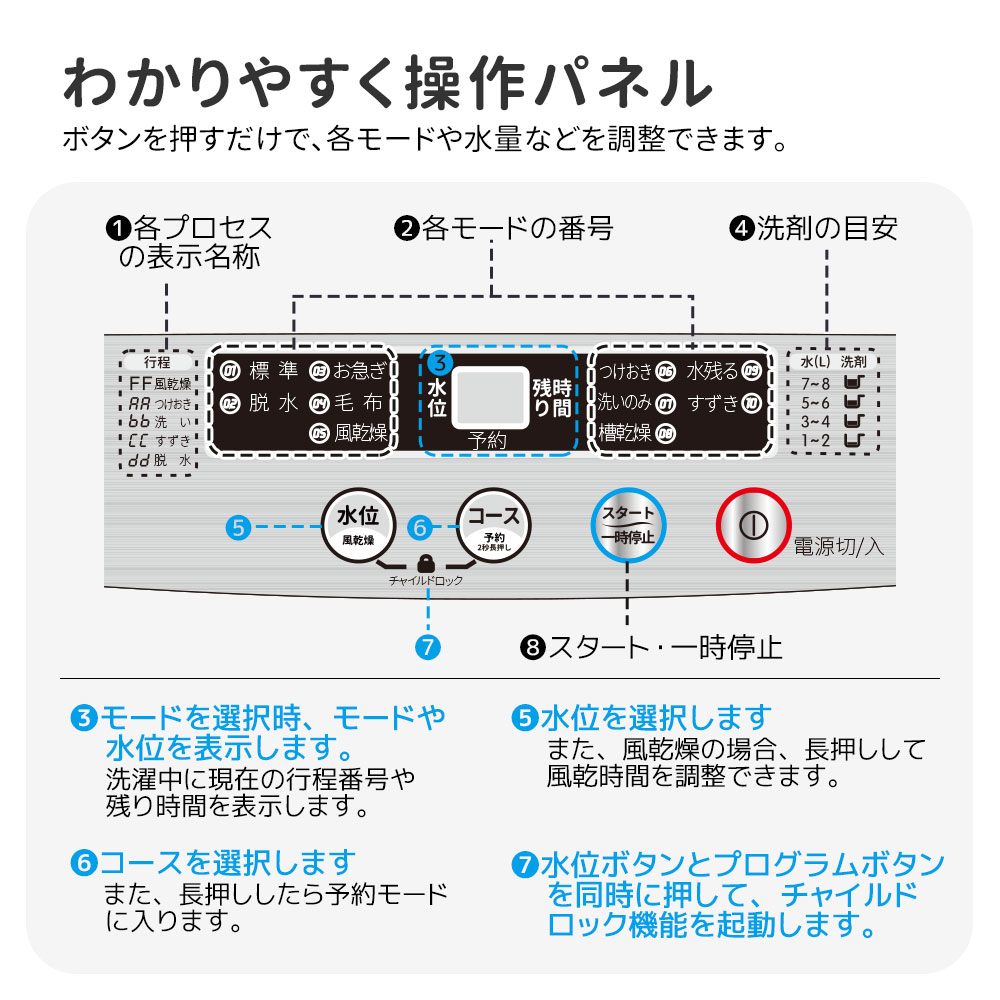 わかりやすく操作パネル
ボタンを押すだけで、各モードや水量などを調整できます。
❶各プロセス
の表示名称
❷各モードの番号
❹洗剤の目安
行程
FF風乾燥
AAつけおき
bb洗い
CCすすぎ
dd脱水
01 標準 03 お急ぎ
02 脱水 04 毛布
05 風乾燥
❸
水位
残り時間
予約
つけおき 06 水残る 09
洗いのみ 07 すすぎ 10
槽乾燥 08
水(L) 洗剤
7~8
5~6
3~4
1~2
❺
水位
風乾燥
❻
コース
予約
2秒長押し
スタート
一時停止
電源切/入
チャイルドロック
❼
❽スタート・一時停止
❸モードを選択時、モードや
水位を表示します。
洗濯中に現在の行程番号や
残り時間を表示します。
❺水位を選択します
また、風乾燥の場合、長押しして
風乾時間を調整できます。
❻コースを選択します
また、長押ししたら予約モード
に入ります。
❼水位ボタンとプログラムボタン
を同時に押して、チャイルド
ロック機能を起動します。